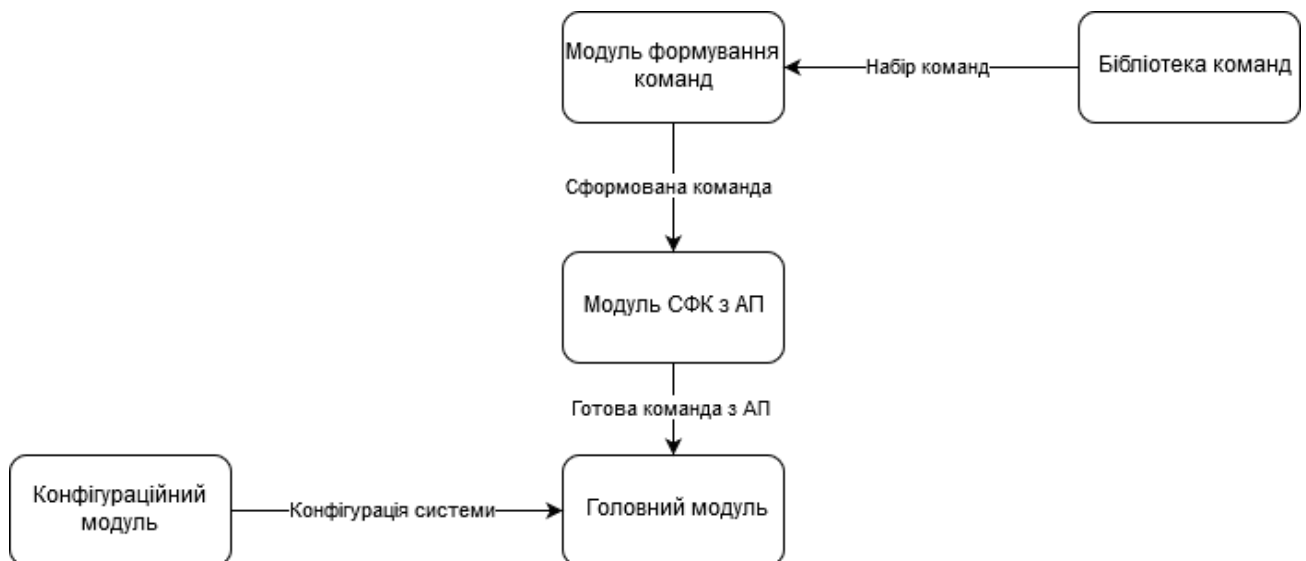 Модуль формування
команд
Набір команд
Бібліотека команд
Сформована команда
Модуль СФК з АП
Готова команда з АП
Конфігураційний
модуль
Конфігурація системи
Головний модуль